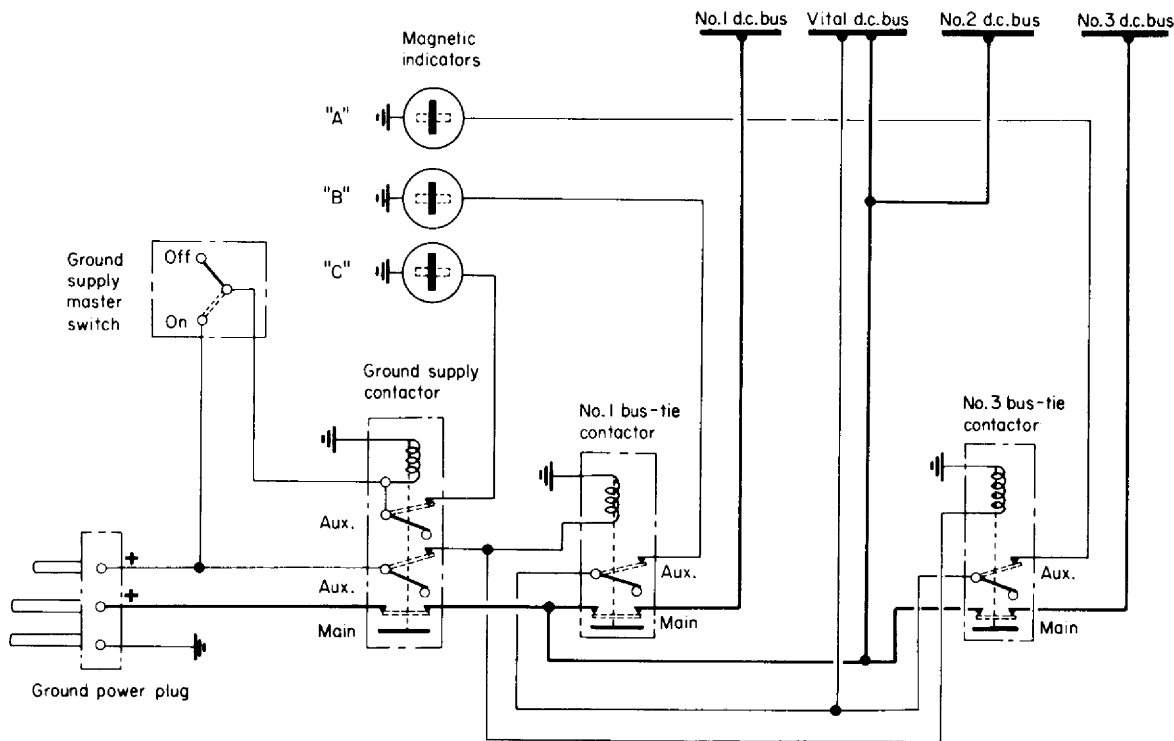 No.1 d.c.bus
Vital d.c.bus
No.2 d.c.bus
No.3 d.c.bus
Magnetic
indicators
"A"
"B"
"C"
Ground
supply
master
switch
Off
On
Ground supply
contactor
No.1 bus-tie
contactor
No.3 bus-tie
contactor
Aux.
Aux.
Main
Aux.
Main
Aux.
Main
+
+
Ground power plug